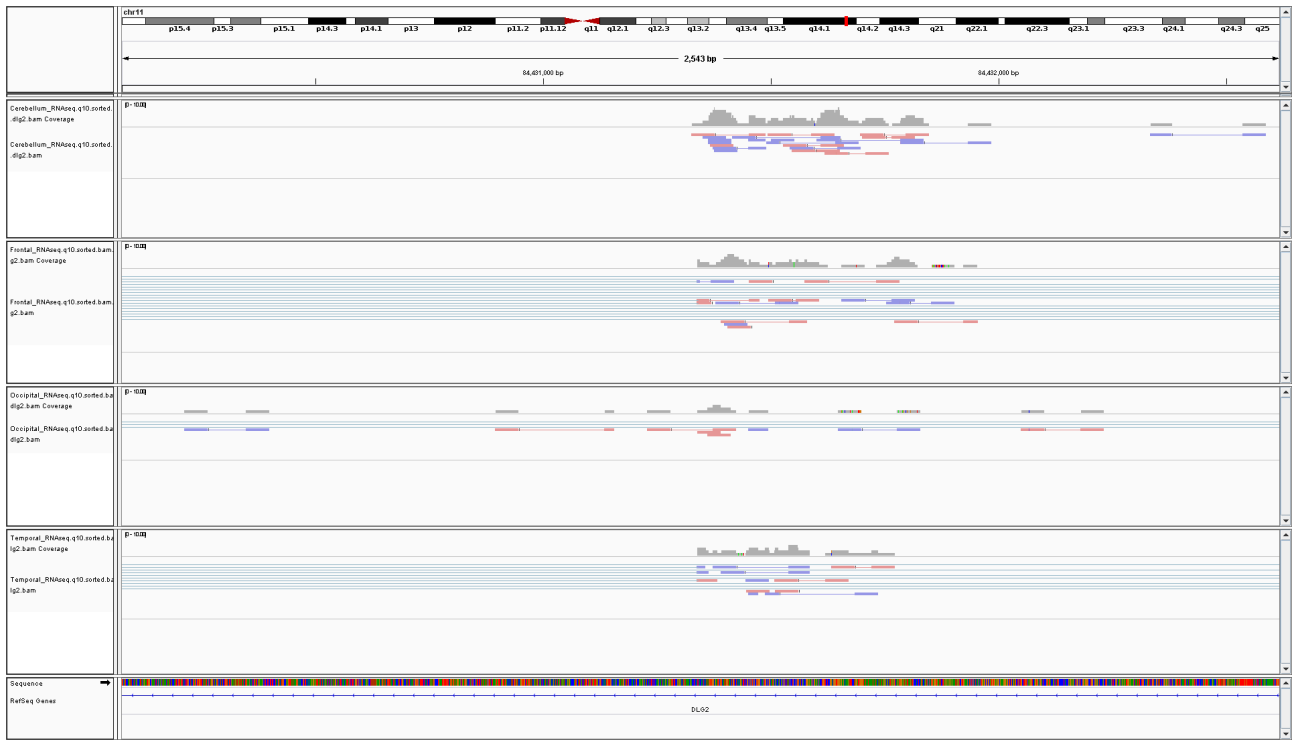 chr11
p15.4 p15.3 p15.1 p14.3 p14.1 p13 p12 p11.2 p11.12 q11 q12.1 q12.3 q13.2 q13.4 q13.5 q14.1 q14.2 q14.3 q21 q22.1 q22.3 q23.1 q23.3 q24.1 q24.3 q25
2,543 bp
84,431,000 bp 84,432,000 bp
Cerebellum_RNAseq.q10.sorted.
.dlg2.bam Coverage
[0 - 10.00]
Cerebellum_RNAseq.q10.sorted.
.dlg2.bam
Frontal_RNAseq.q10.sorted.bam.
g2.bam Coverage
[0 - 10.00]
Frontal_RNAseq.q10.sorted.bam.
g2.bam
Occipital_RNAseq.q10.sorted.ba
dlg2.bam Coverage
[0 - 10.00]
Occipital_RNAseq.q10.sorted.ba
dlg2.bam
Temporal_RNAseq.q10.sorted.ba
lg2.bam Coverage
[0 - 10.00]
Temporal_RNAseq.q10.sorted.ba
lg2.bam
Sequence
RefSeq Genes
DLG2